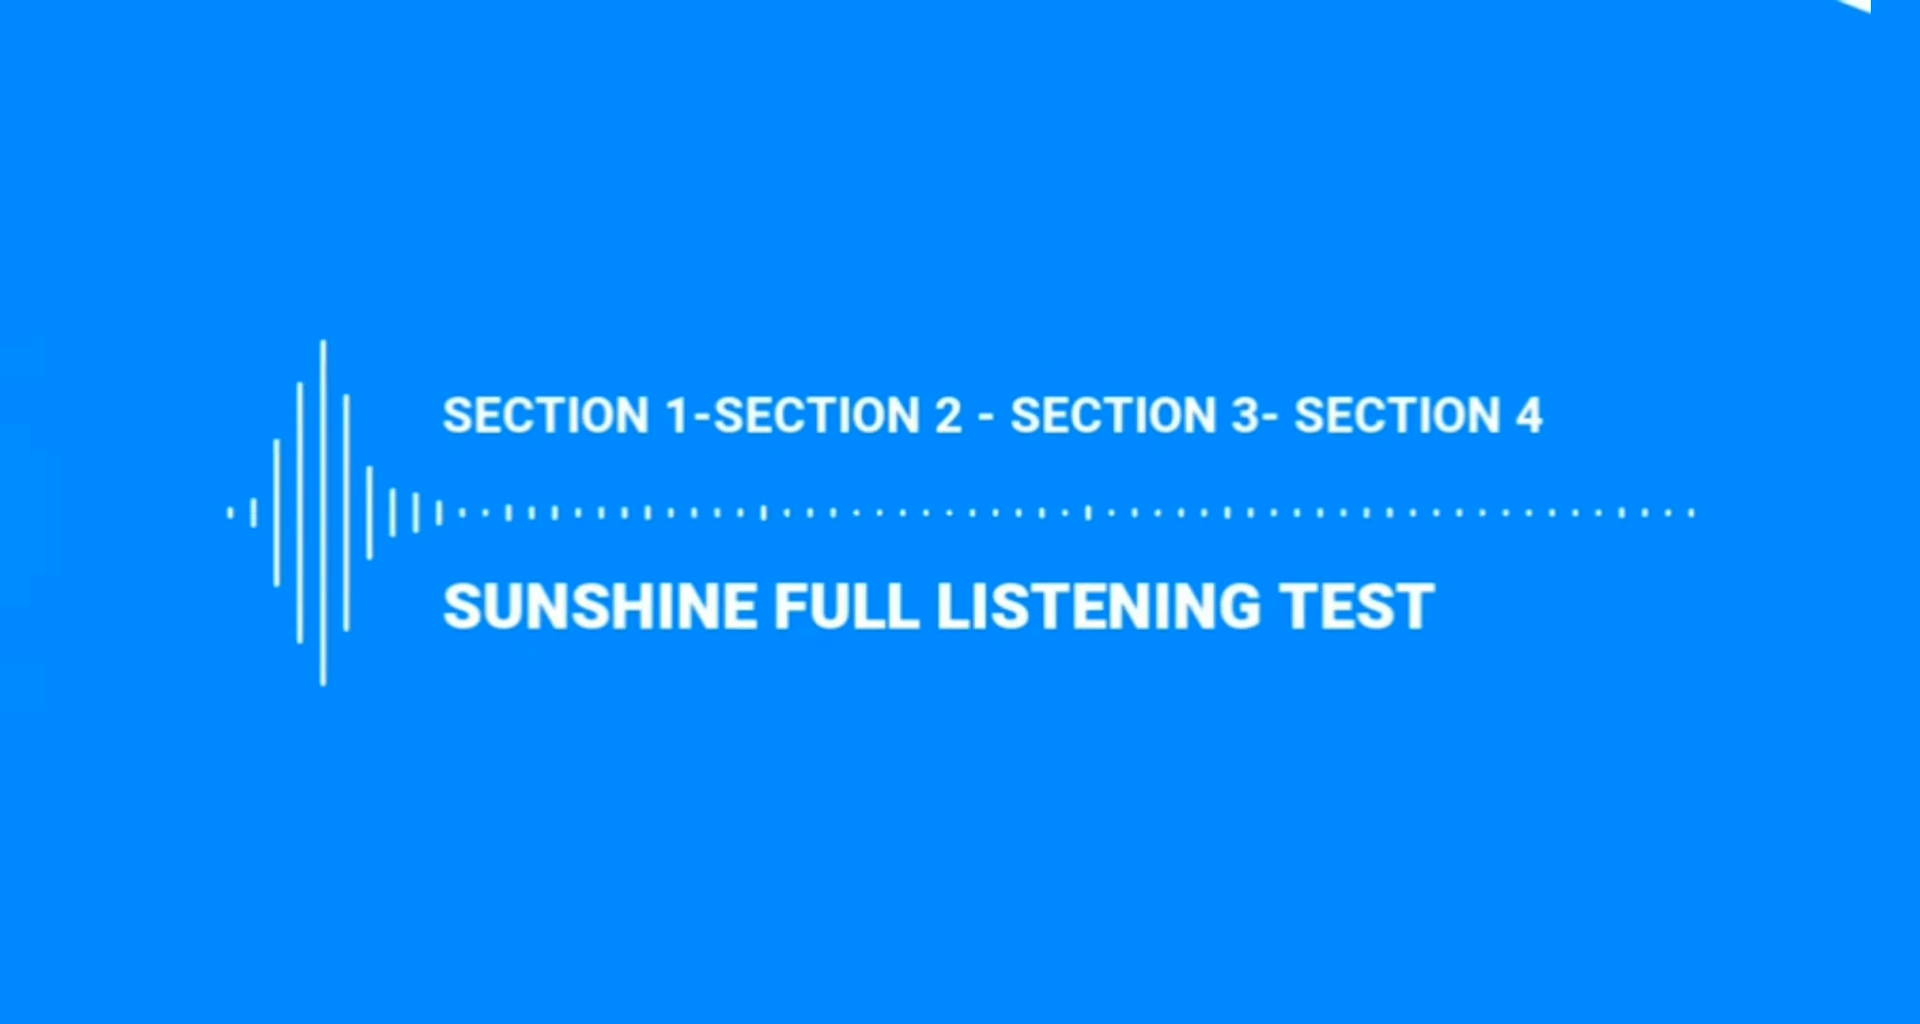 SECTION 1-SECTION 2 - SECTION 3- SECTION 4
SUNSHINE FULL LISTENING TEST